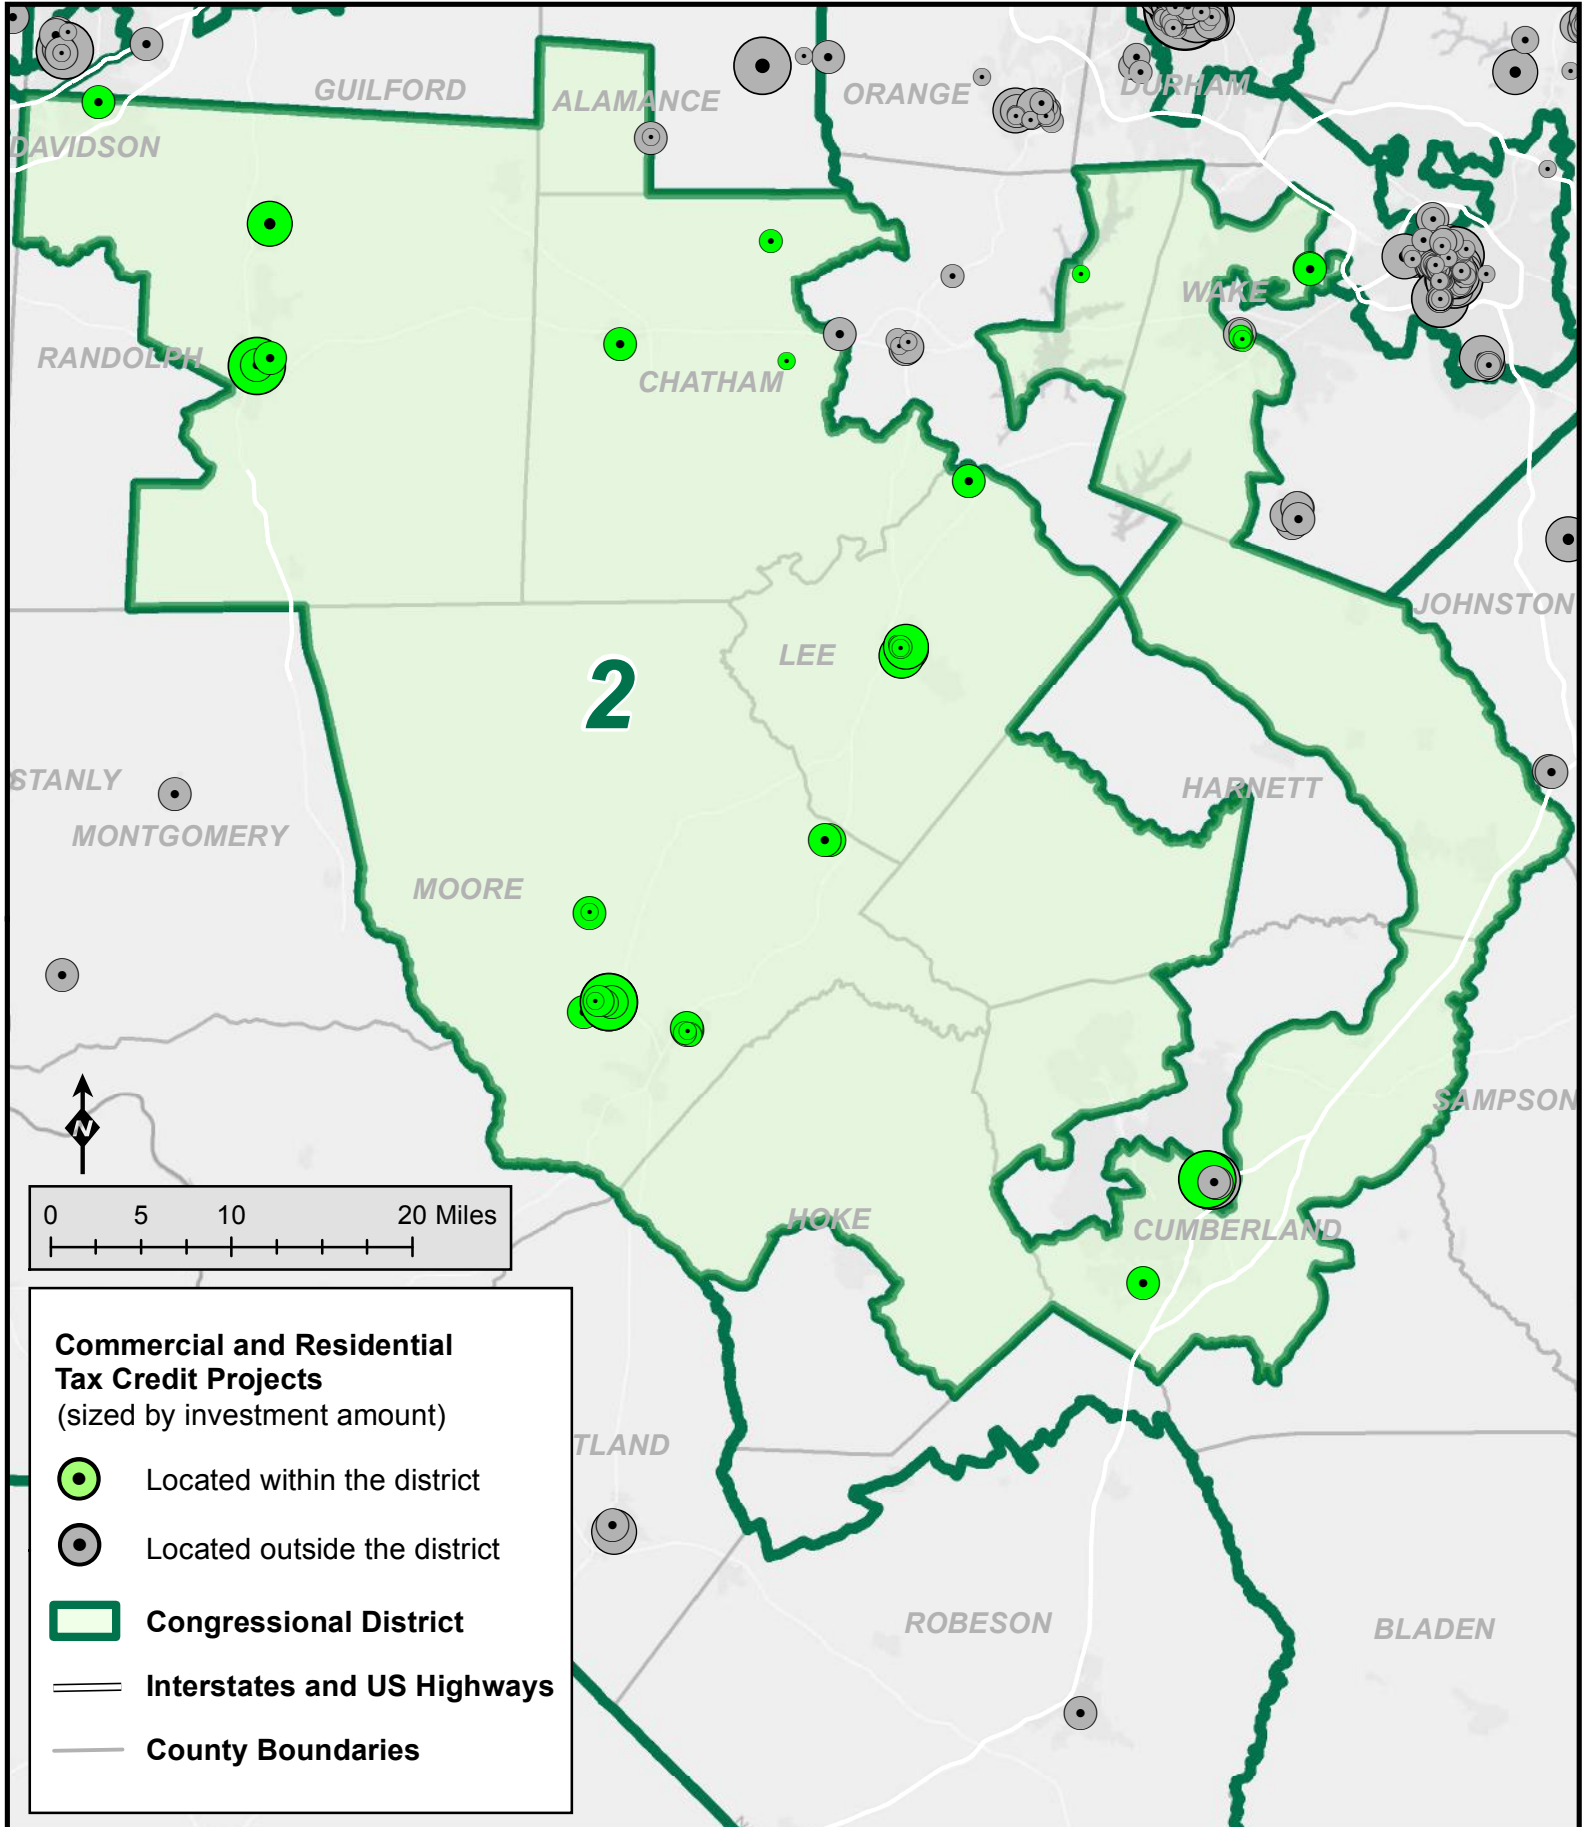 GUILFORD
ALAMANCE
ORANGE
DURHAM
DAVIDSON
WAKE
RANDOLPH
CHATHAM
JOHNSTON
LEE
2
STANLY
HARNETT
MONTGOMERY
MOORE
SAMPSON
N
HOKE
CUMBERLAND
0 5 10 20 Miles
Commercial and Residential
Tax Credit Projects
(sized by investment amount)
TLAND
Located within the district
Located outside the district
Congressional District
ROBESON
BLADEN
Interstates and US Highways
County Boundaries